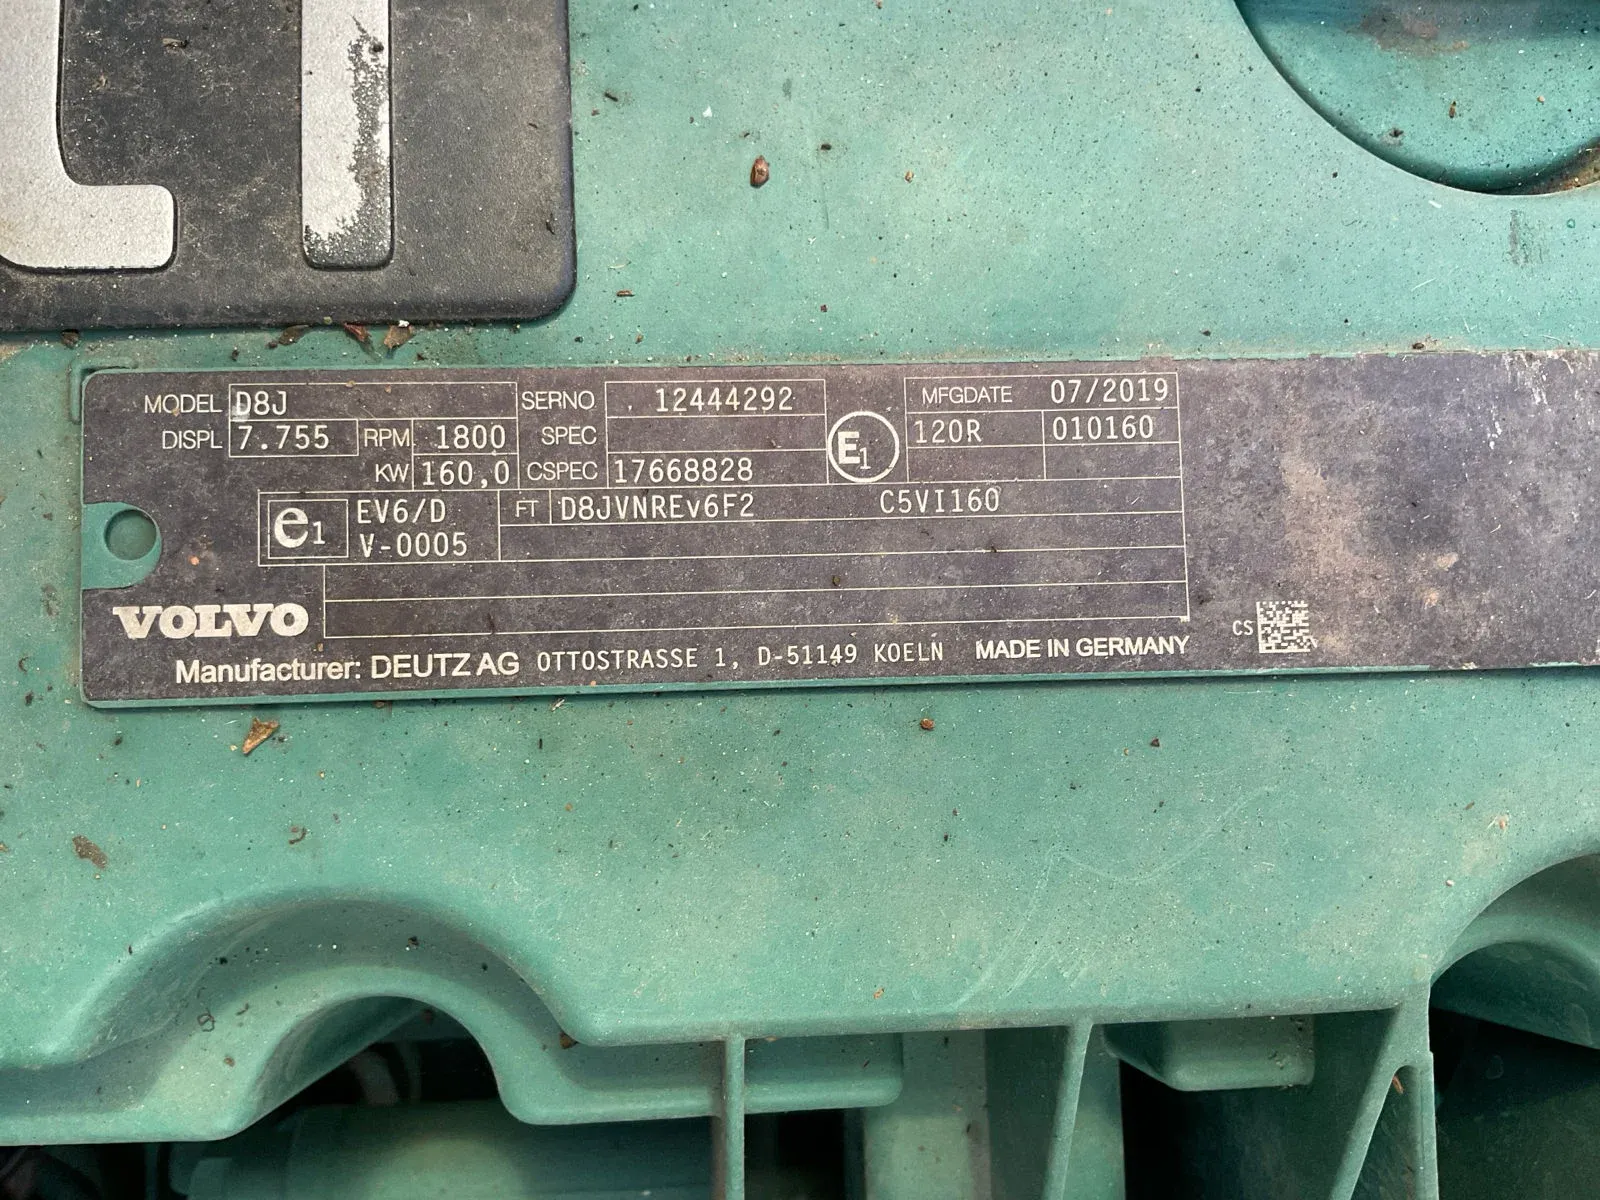 MODEL D8J SERNO . 12444292 MFGDATE 07/2019
DISPL 7.755 RPM 1800 SPEC E1 120R 010160
KW 160,0 CSPEC 17668828
e1 EV6/D FT D8JVNREv6F2 C5VI160
V-0005
VOLVO
CS
Manufacturer: DEUTZ AG OTTOSTRASSE 1, D-51149 KOELN MADE IN GERMANY